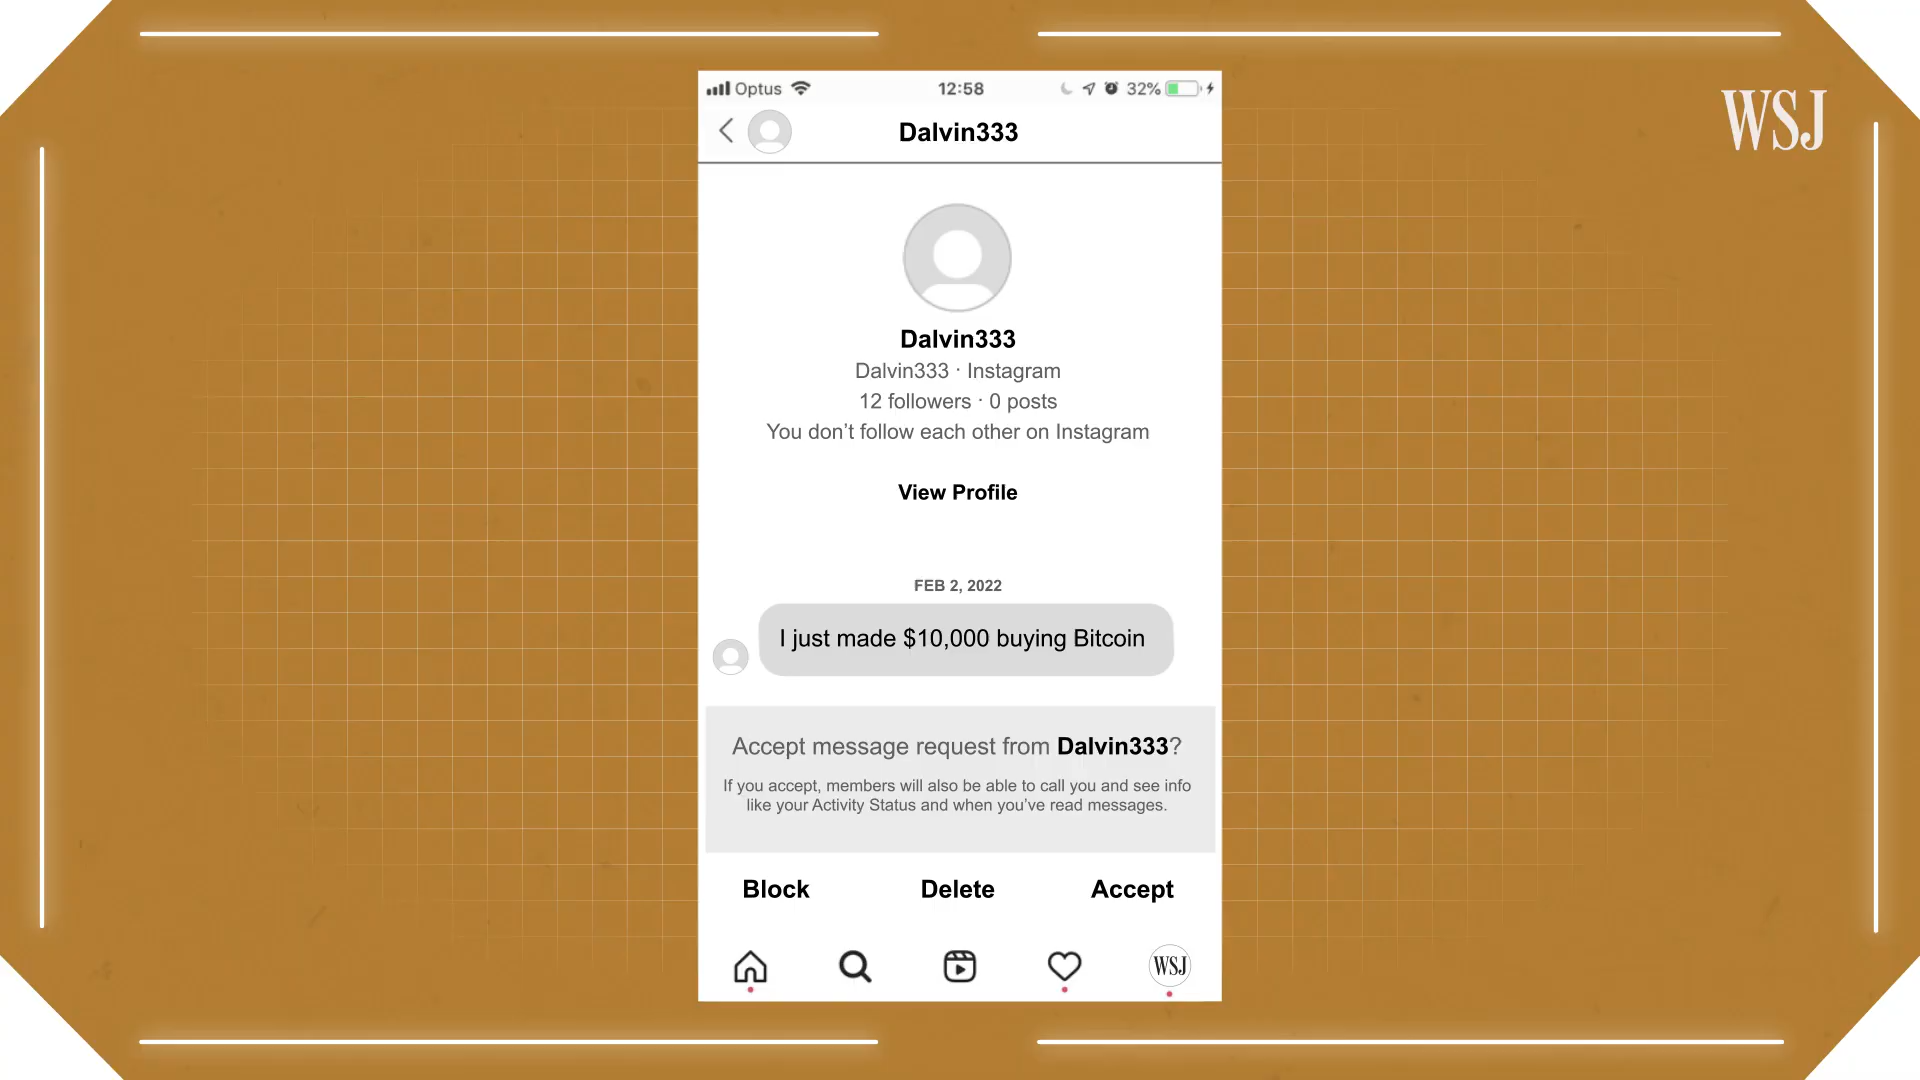 Optus
12:58
32%
WSJ
Dalvin333
Dalvin333
Dalvin333 · Instagram
12 followers · 0 posts
You don’t follow each other on Instagram
View Profile
FEB 2, 2022
I just made $10,000 buying Bitcoin
Accept message request from Dalvin333?
If you accept, members will also be able to call you and see info
like your Activity Status and when you’ve read messages.
Block
Delete
Accept
WSJ